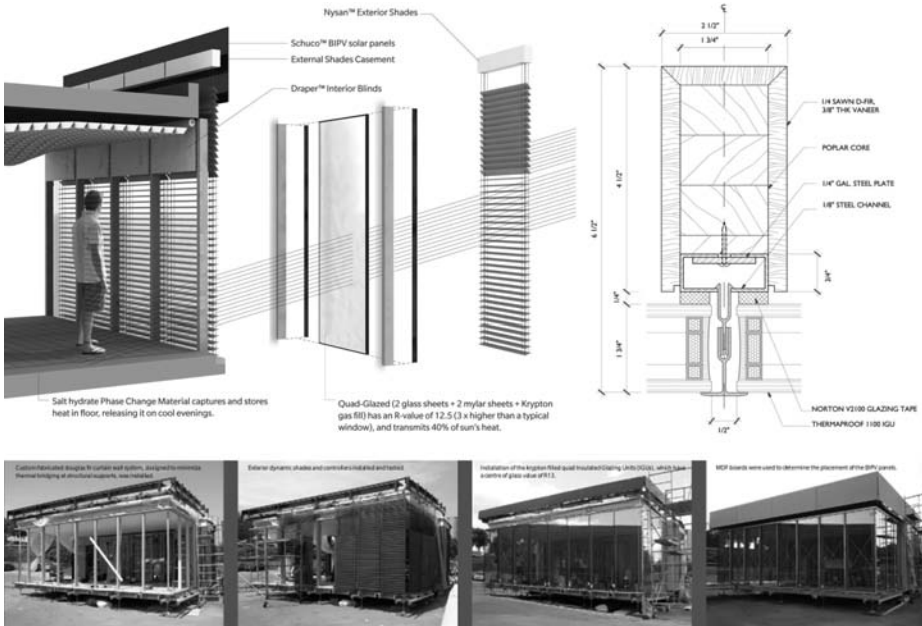 Nysan™ Exterior Shades
Schuco™ BIPV solar panels
External Shades Casement
Draper™ Interior Blinds
Salt hydrate Phase Change Material captures and stores
heat in floor, releasing it on cool evenings.
Quad-Glazed (2 glass sheets + 2 mylar sheets + Krypton
gas fill) has an R-value of 12.5 (3 x higher than a typical
window), and transmits 40% of sun's heat.
2 1/2"
1 3/4"
4 1/2"
6 1/2"
1/4"
1 3/4"
3/4"
1/2"
1/4 SAWN D-FIR,
3/8" THK VANEER
POPLAR CORE
1/4" GAL. STEEL PLATE
1/8" STEEL CHANNEL
NORTON V2100 GLAZING TAPE
THERMAPROOF 1100 IGU
Custom fabricated douglas fir curtain wall system, designed to minimize
thermal bridging at structural supports, was installed.
Exterior dynamic shades and controllers installed and tested.
Installation of the krypton filled quad Insulated Glazing Units (IGUs), which have
a centre of glass value of R13.
MDF boards were used to determine the placement of the BIPV panels.